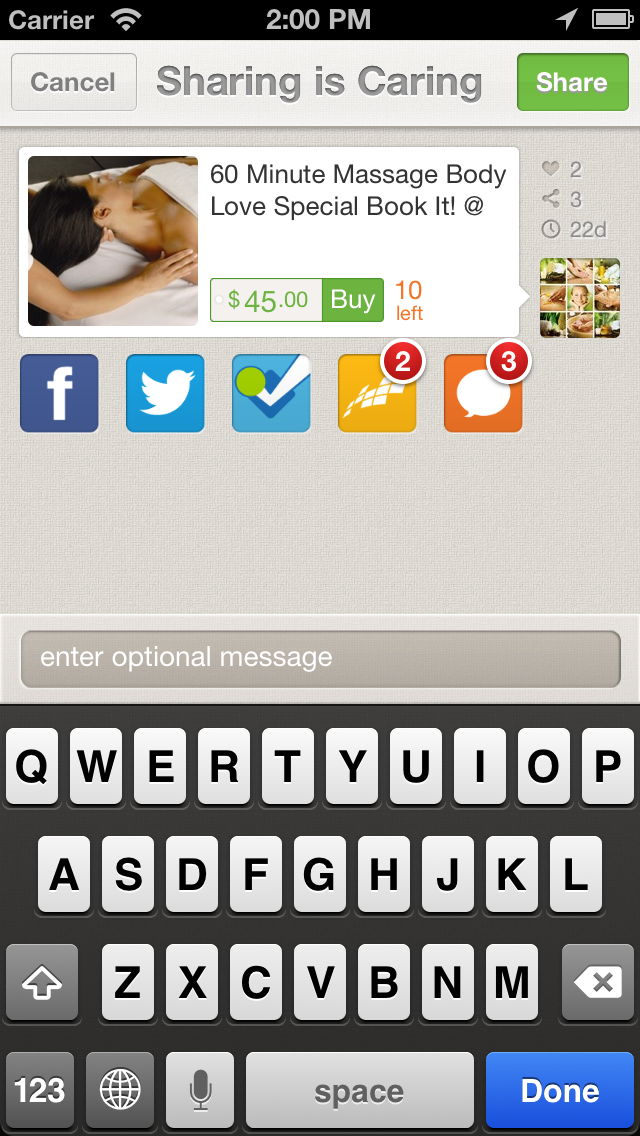 Carrier 2:00 PM
Cancel Sharing is Caring Share
60 Minute Massage Body
Love Special Book It! @
2
3
22d
$45.00 Buy 10
left
f 2 3
enter optional message
Q W E R T Y U I O P
A S D F G H J K L
Z X C V B N M
123 space Done